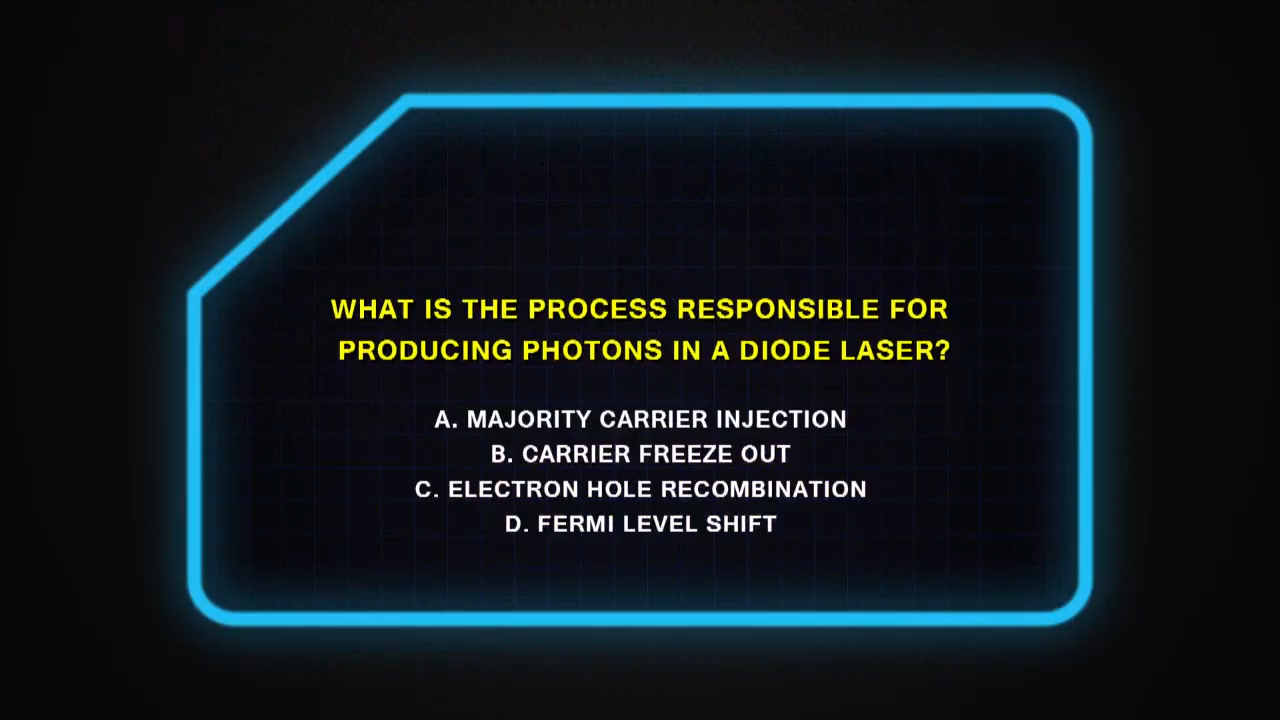 WHAT IS THE PROCESS RESPONSIBLE FOR
PRODUCING PHOTONS IN A DIODE LASER?
A. MAJORITY CARRIER INJECTION
B. CARRIER FREEZE OUT
C. ELECTRON HOLE RECOMBINATION
D. FERMI LEVEL SHIFT